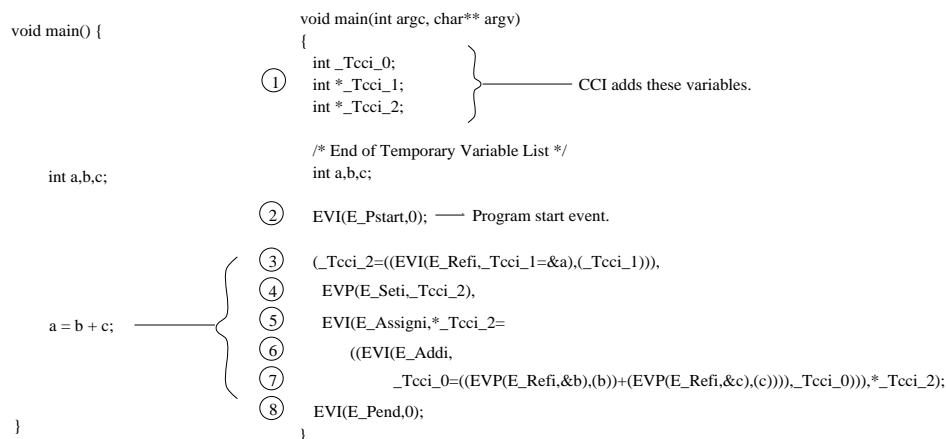 void main() {
int a,b,c;
a = b + c;
}
void main(int argc, char** argv)
{
1 int _Tcci_0;
int *_Tcci_1;
int *_Tcci_2;
CCI adds these variables.
/* End of Temporary Variable List */
int a,b,c;
2 EVI(E_Pstart,0); Program start event.
3 (_Tcci_2=((EVI(E_Refi,_Tcci_1=&a),(_Tcci_1))),
4 EVP(E_Seti,_Tcci_2),
5 EVI(E_Assigni,*_Tcci_2=
6 ((EVI(E_Addi,
7 _Tcci_0=((EVP(E_Refi,&b),(b))+(EVP(E_Refi,&c),(c)))),_Tcci_0))),*_Tcci_2);
8 EVI(E_Pend,0);
}